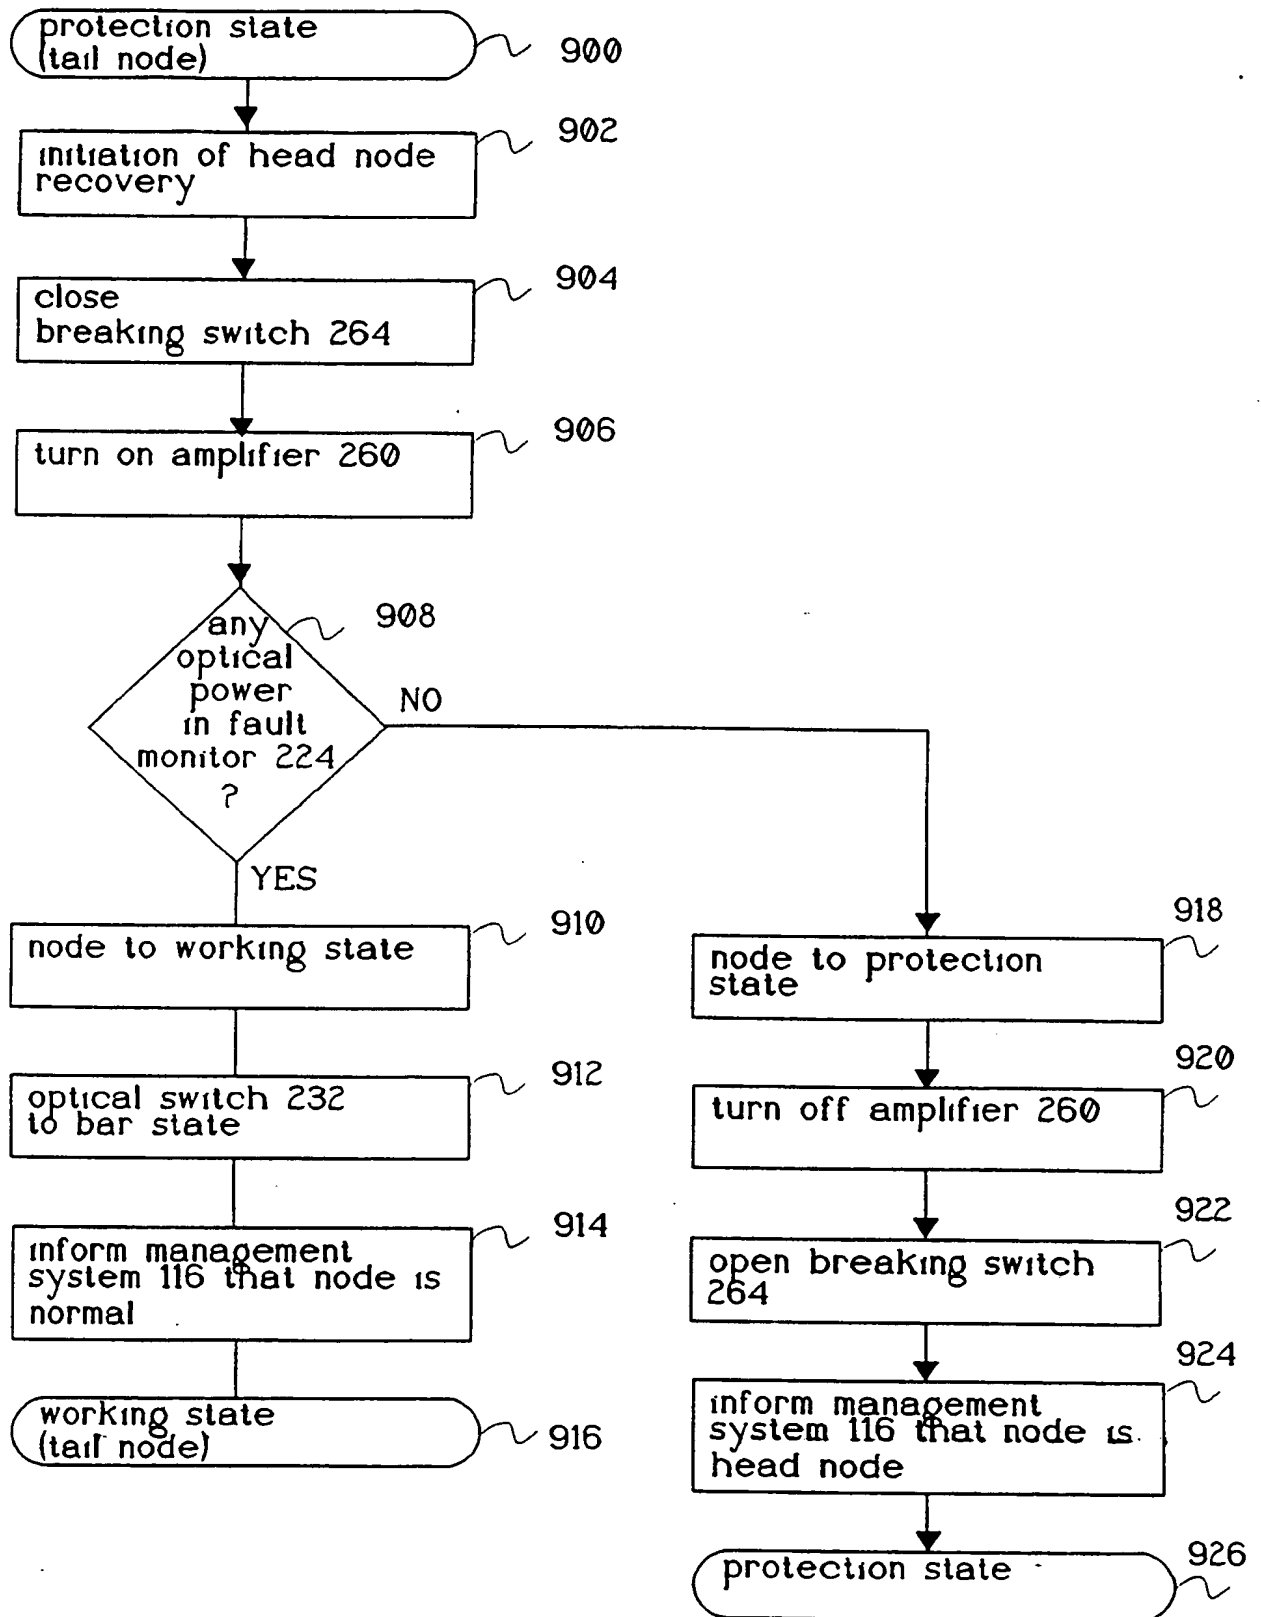 protection state
(tail node)
900
902
initiation of head node
recovery
904
close
breaking switch 264
906
turn on amplifier 260
908
any
optical
power
in fault
monitor 224
?
NO
YES
910
node to working state
912
optical switch 232
to bar state
914
inform management
system 116 that node is
normal
working state
(tail node)
916
918
node to protection
state
920
turn off amplifier 260
922
open breaking switch
264
924
inform management
system 116 that node is
head node
926
protection state